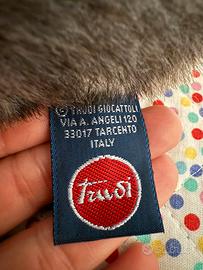 © TRUDI GIOCATTOLI
VIA A. ANGELI 120
33017 TARCENTO
ITALY
Trudi